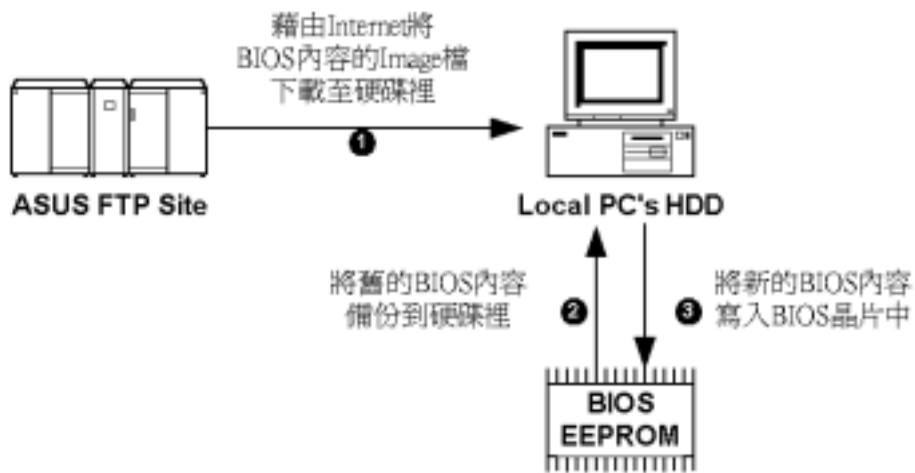 藉由Internet將
BIOS內容的Image檔
下載至硬碟裡
1
ASUS FTP Site
Local PC's HDD
將舊的BIOS內容
備份到硬碟裡
2
3
將新的BIOS內容
寫入BIOS晶片中
BIOS
EEPROM